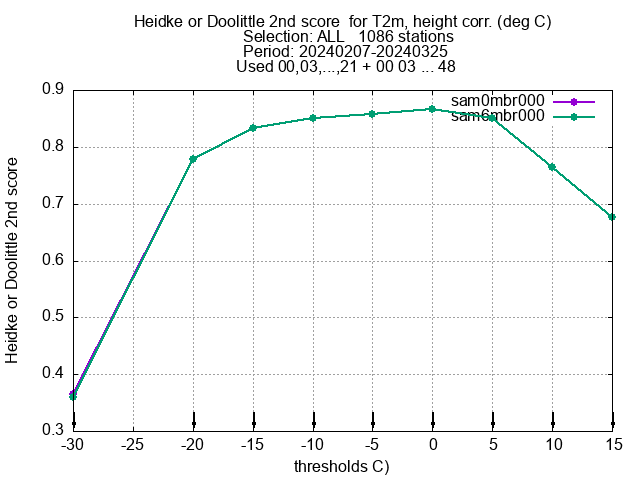 Heidke or Doolittle 2nd score  for T2m, height corr. (deg C)
Selection: ALL   1086 stations
Period: 20240207-20240325
Used 00,03,...,21 + 00 03 ... 48
sam0mbr000
sam6mbr000
Heidke or Doolittle 2nd score
0.9
0.8
0.7
0.6
0.5
0.4
0.3
-30 -25 -20 -15 -10 -5 0 5 10 15
thresholds C)